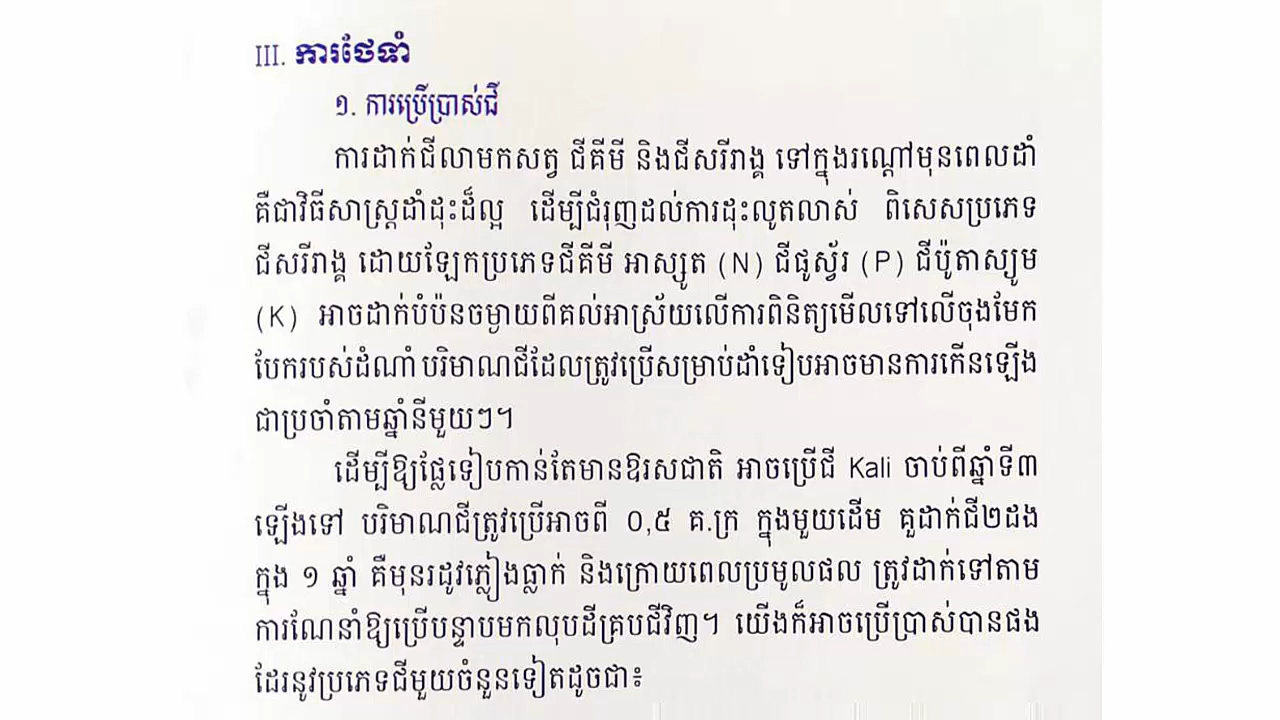 III. ការថែទាំ
១. ការប្រើប្រាស់ជី
ការដាក់ជីលាមកសត្វ ជីគីមី និងជីសរីរាង្គ ទៅក្នុងរណ្តៅមុនពេលដាំ
គឺជាវិធីសាស្ត្រដាំដុះដ៏ល្អ ដើម្បីជំរុញដល់ការដុះលូតលាស់ ពិសេសប្រភេទ
ជីសរីរាង្គ ដោយឡែកប្រភេទជីគីមី អាស្សូត (N) ជីផូស្វ័រ (P) ជីប៉ូតាស្យូម
(K) អាចដាក់បំប៉នចម្ងាយពីគល់អាស្រ័យលើការពិនិត្យមើលទៅលើចុងមែក
បែករបស់ដំណាំ បរិមាណជីដែលត្រូវប្រើសម្រាប់ដាំទៀបអាចមានការកើនឡើង
ជាប្រចាំតាមឆ្នាំនីមួយៗ។
ដើម្បីឱ្យផ្លែទៀបកាន់តែមានឱរសជាតិ អាចប្រើជី Kali ចាប់ពីឆ្នាំទី៣
ឡើងទៅ បរិមាណជីត្រូវប្រើអាចពី ០,៥ គ.ក្រ ក្នុងមួយដើម គួដាក់ជី២ដង
ក្នុង ១ ឆ្នាំ គឺមុនរដូវភ្លៀងធ្លាក់ និងក្រោយពេលប្រមូលផល ត្រូវដាក់ទៅតាម
ការណែនាំឱ្យប្រើបន្ទាបមកលុបដីគ្របជីវិញ។ យើងក៏អាចប្រើប្រាស់បានផង
ដែរនូវប្រភេទជីមួយចំនួនទៀតដូចជា៖